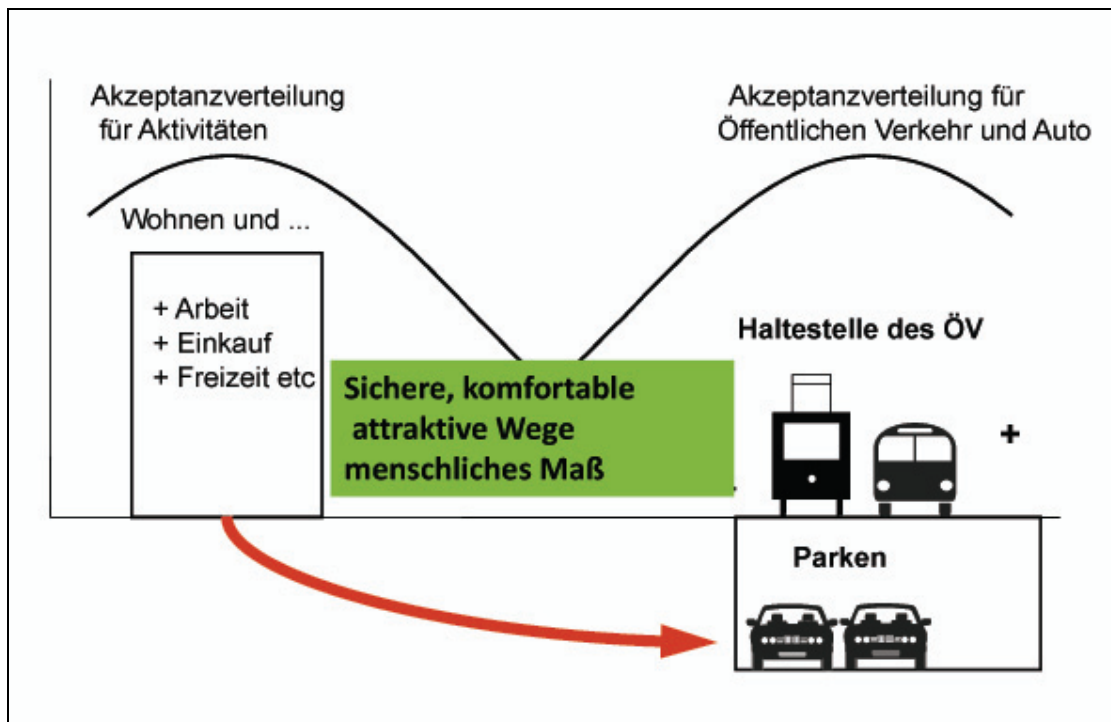 Akzeptanzverteilung
für Aktivitäten
Akzeptanzverteilung für
Öffentlichen Verkehr und Auto
Wohnen und ...
+ Arbeit
+ Einkauf
+ Freizeit etc
Sichere, komfortable
attraktive Wege
menschliches Maß
Haltestelle des ÖV
+
Parken